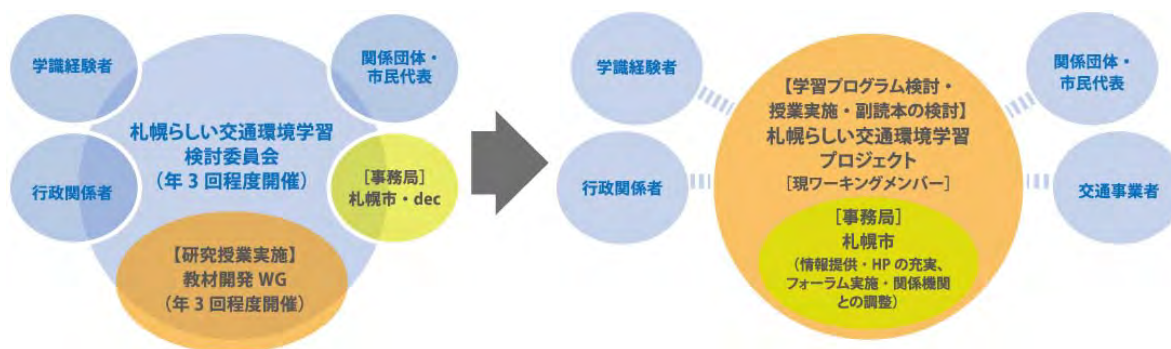 学識経験者
関係団体・
市民代表
札幌らしい交通環境学習
検討委員会
(年3回程度開催)
行政関係者
[事務局]
札幌市・dec
【研究授業実施】
教材開発 WG
(年3回程度開催)
学識経験者
関係団体・
市民代表
【学習プログラム検討・
授業実施・副読本の検討】
札幌らしい交通環境学習
プロジェクト
[現ワーキングメンバー]
行政関係者
交通事業者
[事務局]
札幌市
(情報提供・HP の充実、
フォーラム実施・関係機関
との調整)